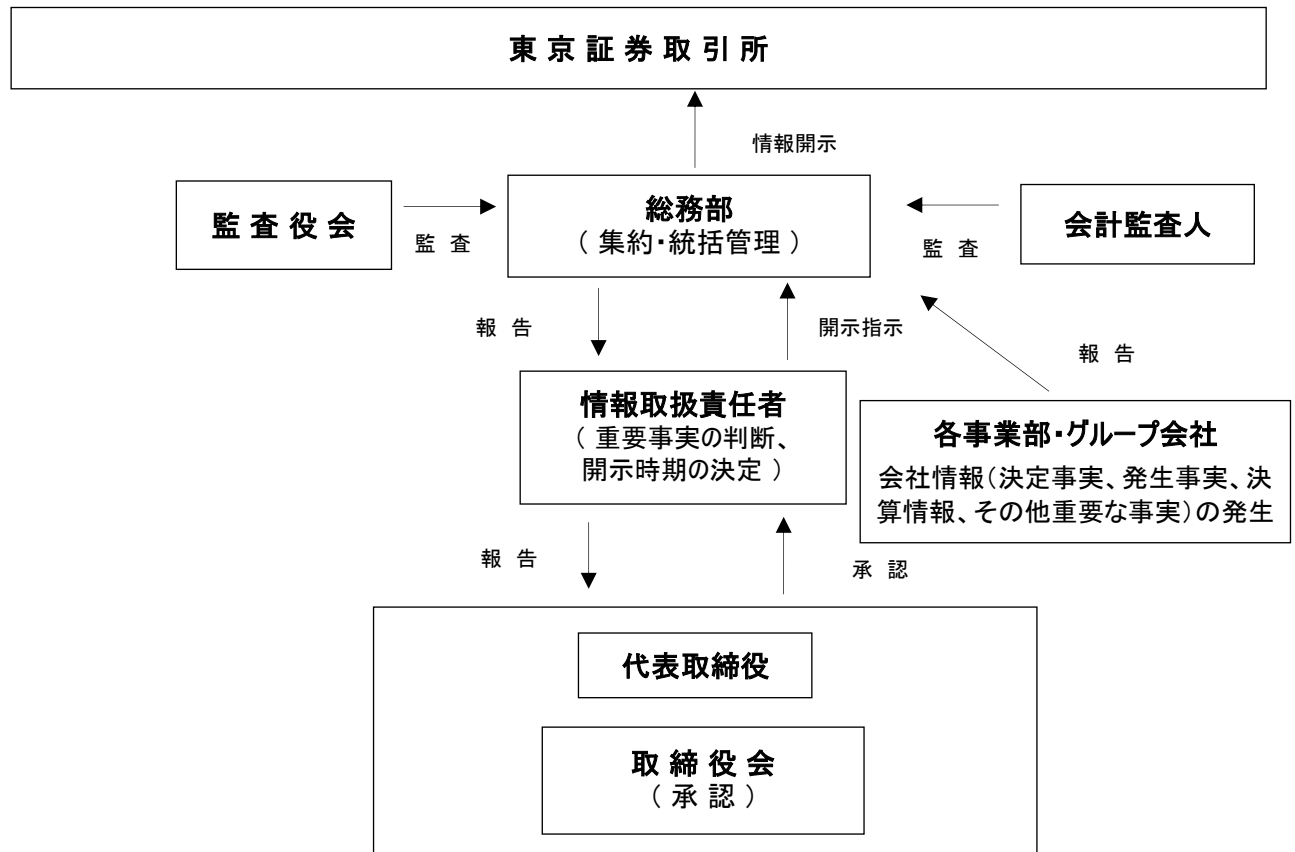 東 京 証 券 取 引 所
情報開示
監 査 役 会
監 査
総務部
（ 集約・統括管理 ）
監 査
会計監査人
報 告
開示指示
報 告
情報取扱責任者
（ 重要事実の判断、
開示時期の決定 ）
各事業部・グループ会社
会社情報（決定事実、発生事実、決
算情報、その他重要な事実）の発生
報 告
承 認
代表取締役
取 締 役 会
（ 承 認 ）